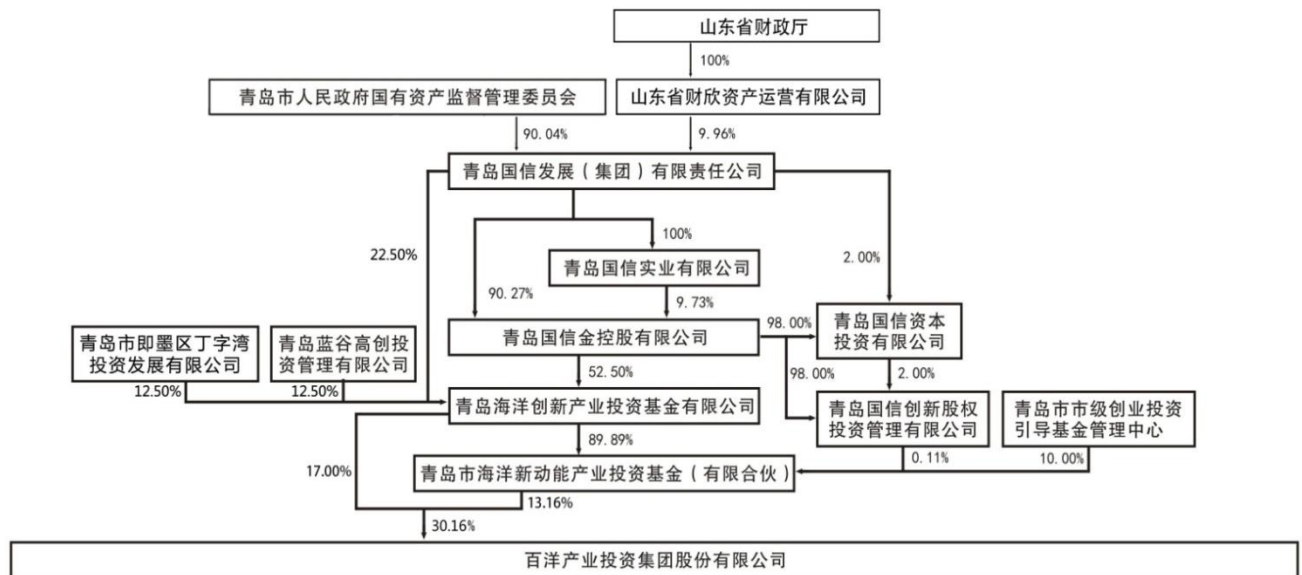 山东省财政厅
100%
青岛市人民政府国有资产监督管理委员会
山东省财欣资产运营有限公司
90.04%
9.96%
青岛国信发展（集团）有限责任公司
100%
22.50%
青岛国信实业有限公司
2.00%
90.27%
9.73%
青岛市即墨区丁字湾
投资发展有限公司
青岛蓝谷高创投
资管理有限公司
青岛国信金控股有限公司
98.00%
青岛国信资本
投资有限公司
12.50%
12.50%
52.50%
98.00%
2.00%
青岛海洋创新产业投资基金有限公司
青岛国信创新股权
投资管理有限公司
青岛市市级创业投资
引导基金管理中心
89.89%
17.00%
0.11%
10.00%
青岛市海洋新动能产业投资基金（有限合伙）
13.16%
30.16%
百洋产业投资集团股份有限公司